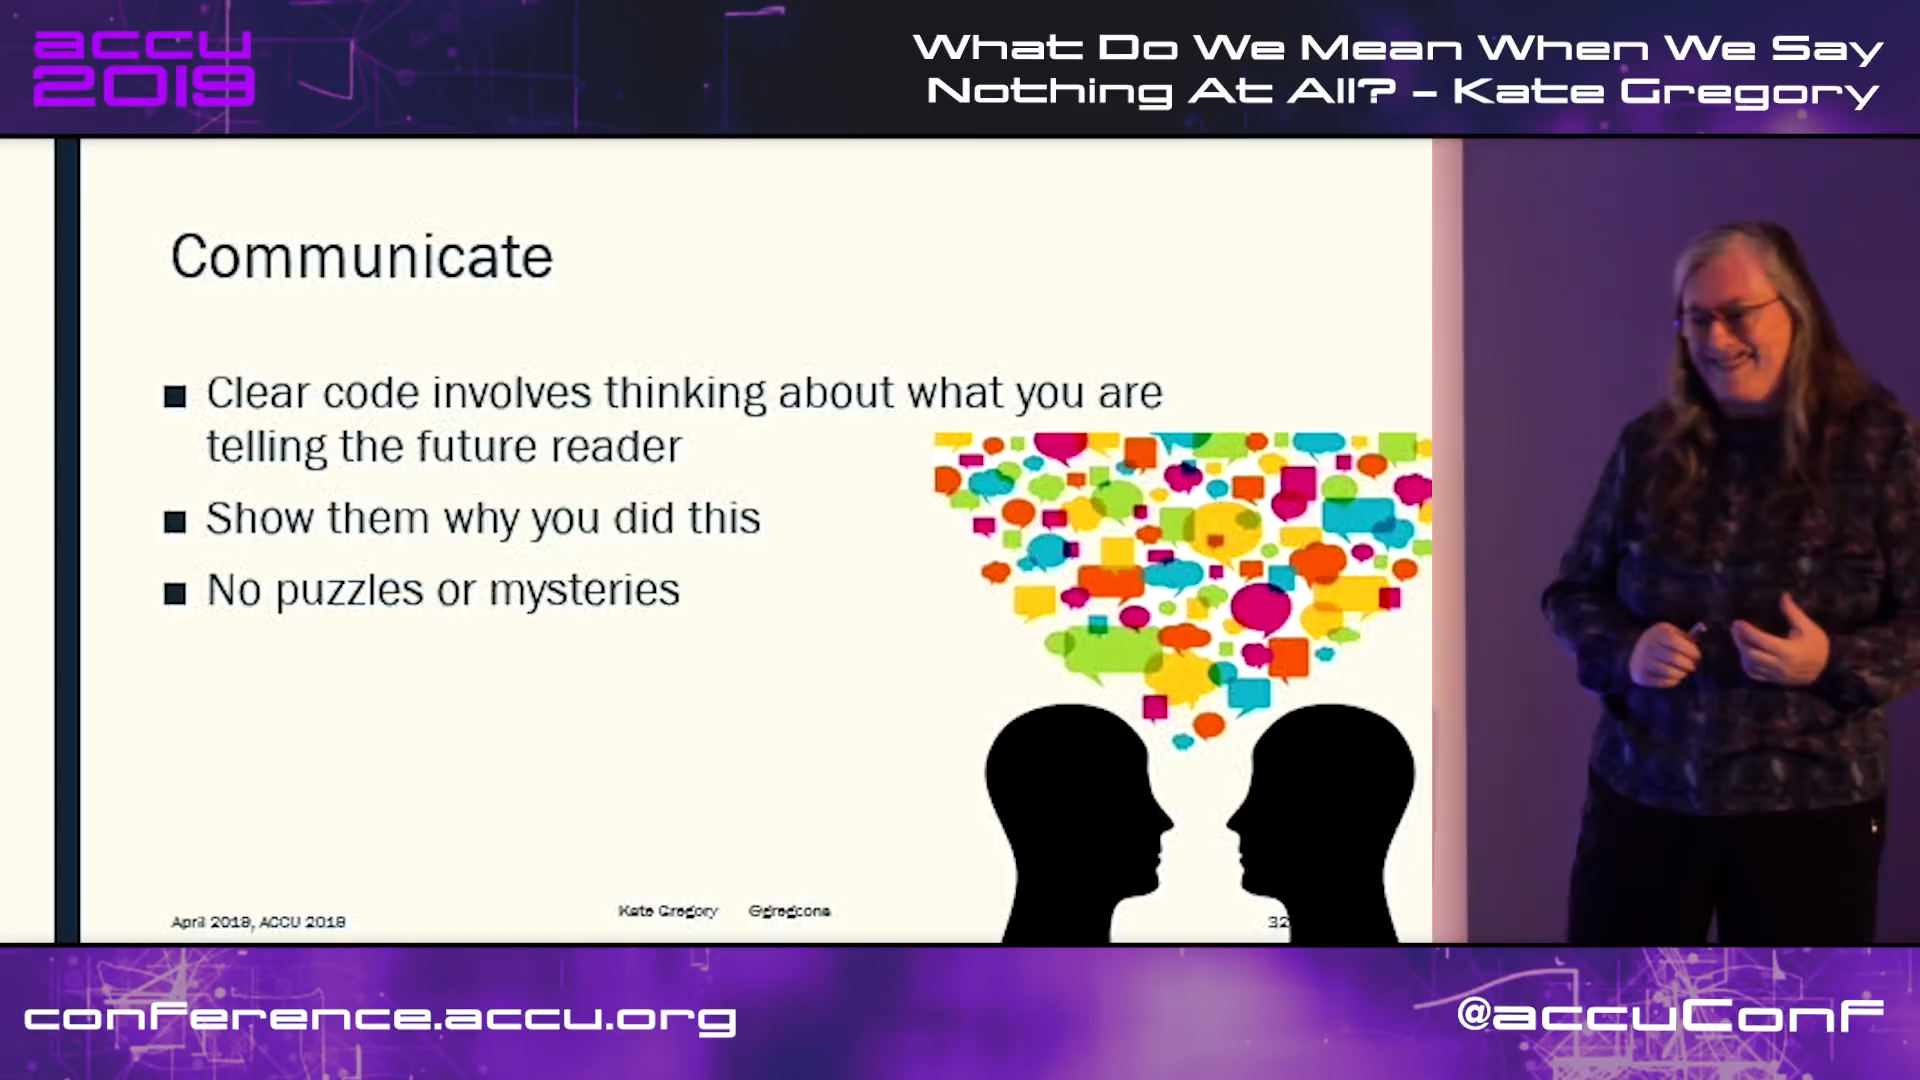 accu
2019
What Do We Mean When We Say
Nothing At All? – Kate Gregory
Communicate
Clear code involves thinking about what you are
telling the future reader
Show them why you did this
No puzzles or mysteries
April 2019, ACCU 2019
Kate Gregory @gregcons
32
conference.accu.org
@accuConf